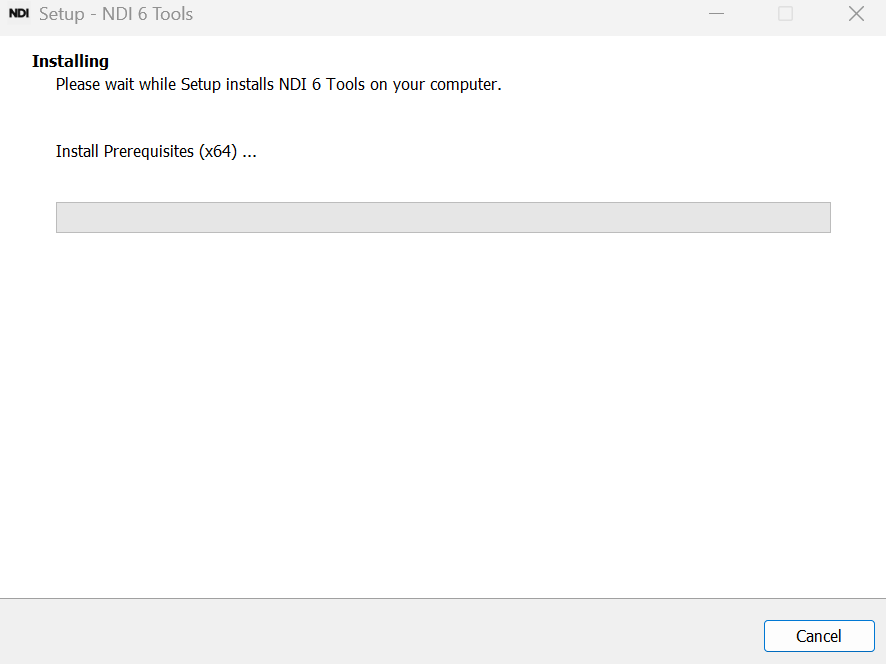 NDI Setup - NDI 6 Tools
Installing
Please wait while Setup installs NDI 6 Tools on your computer.
Install Prerequisites (x64) ...
Cancel